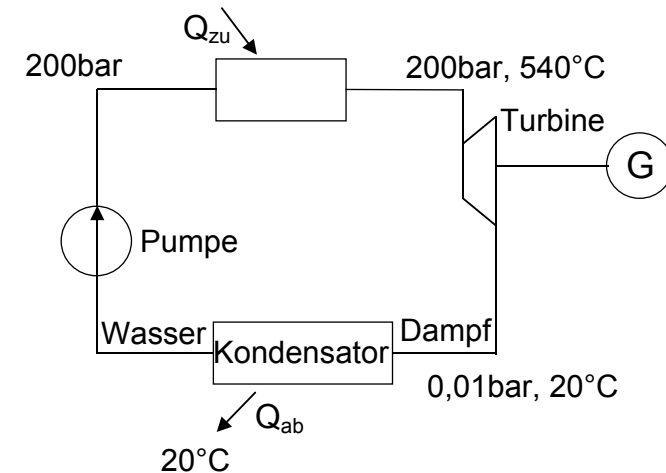 Q_zu
200bar
200bar, 540°C
Turbine
G
Pumpe
Wasser
Kondensator
Dampf
0,01bar, 20°C
Q_ab
20°C